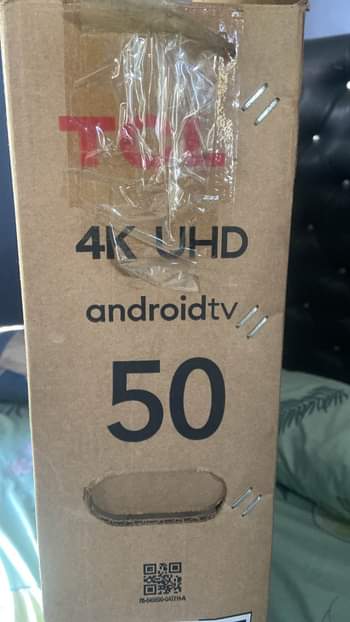 TCL
4K UHD
androidtv
50